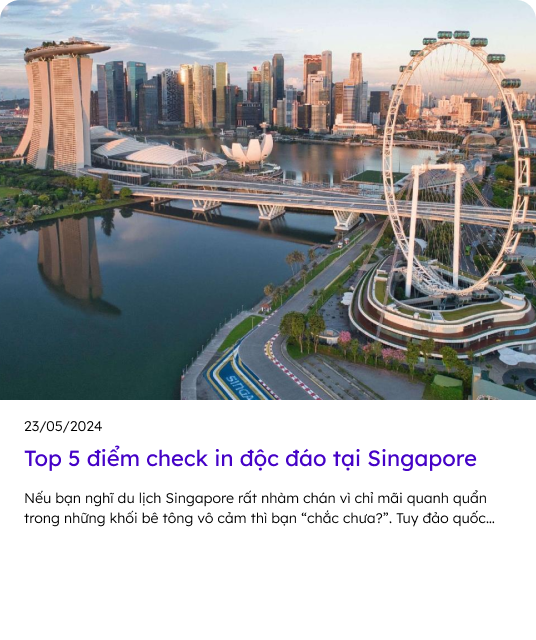 SINGA
23/05/2024
Top 5 điểm check in độc đáo tại Singapore
Nếu bạn nghĩ du lịch Singapore rất nhàm chán vì chỉ mãi quanh quẩn
trong những khối bê tông vô cảm thì bạn “chắc chưa?”. Tuy đảo quốc...